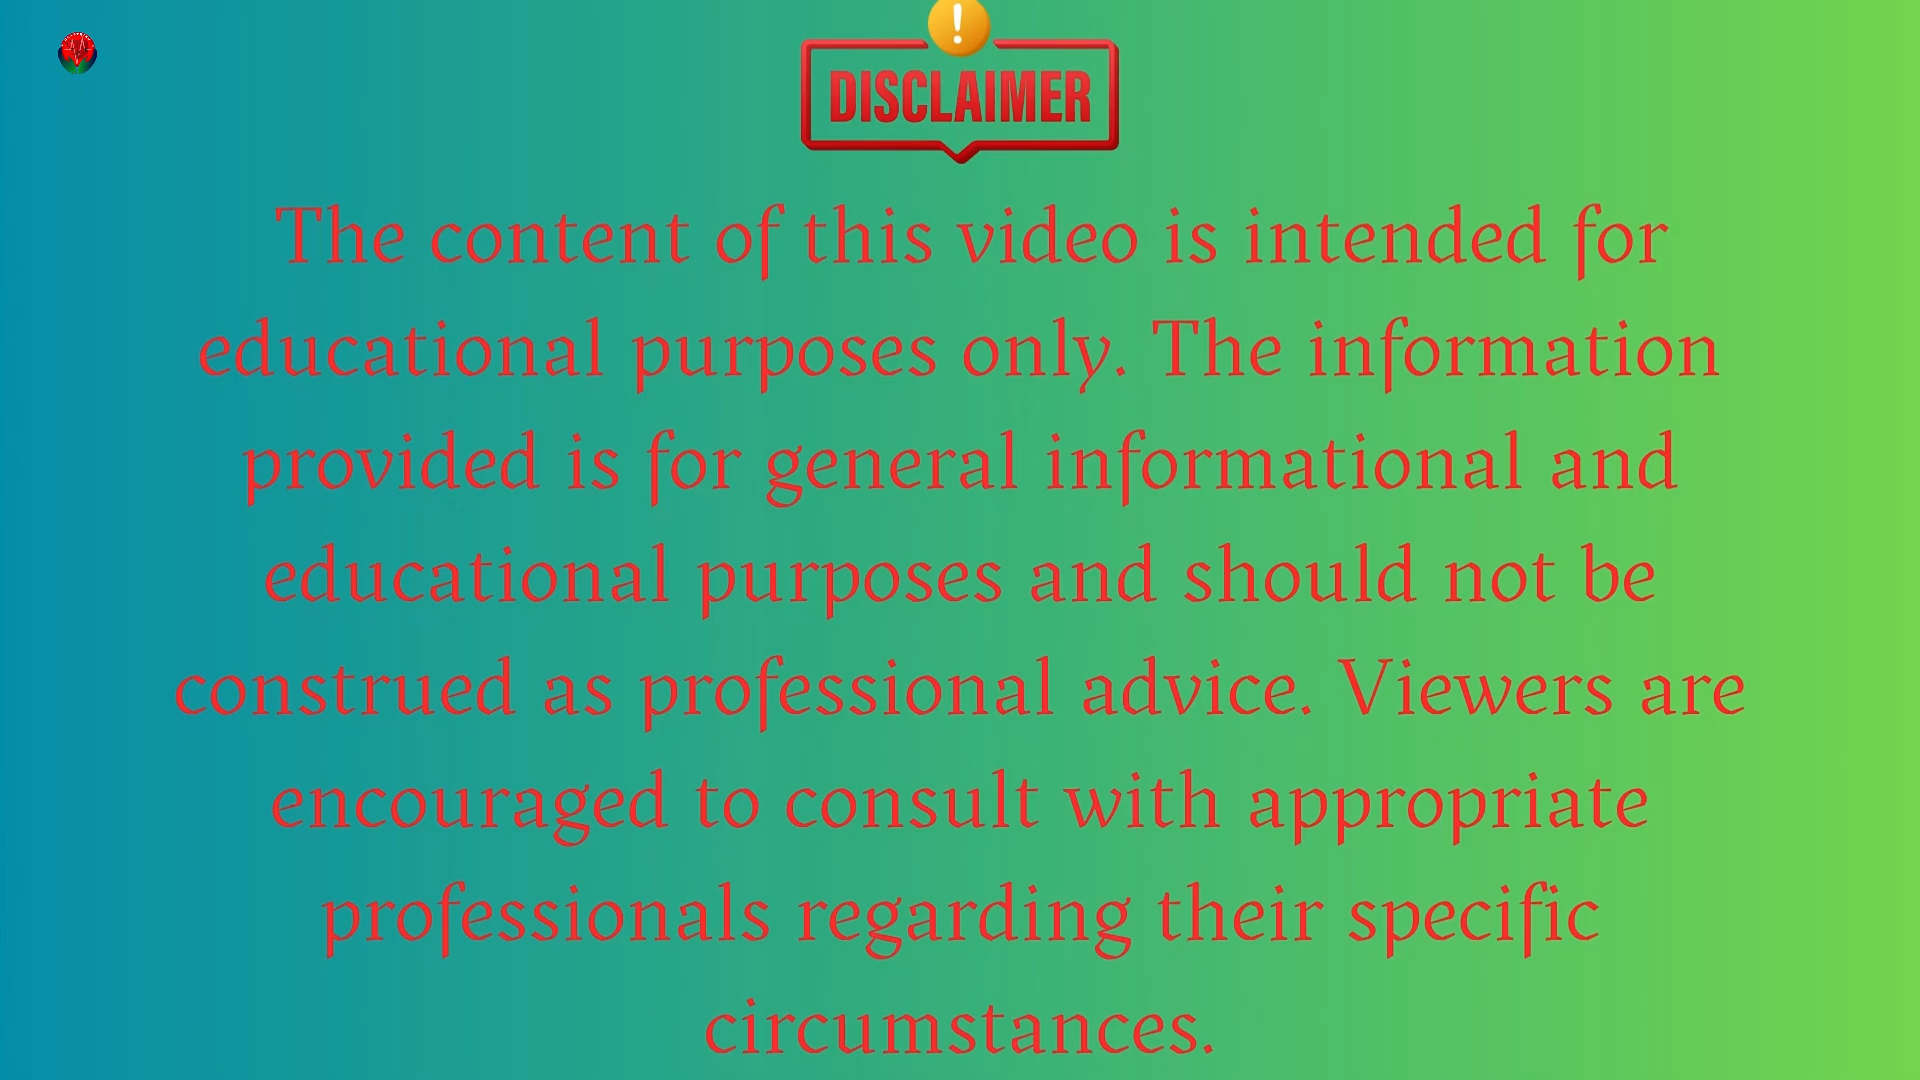 !
DISCLAIMER
The content of this video is intended for
educational purposes only. The information
provided is for general informational and
educational purposes and should not be
construed as professional advice. Viewers are
encouraged to consult with appropriate
professionals regarding their specific
circumstances.